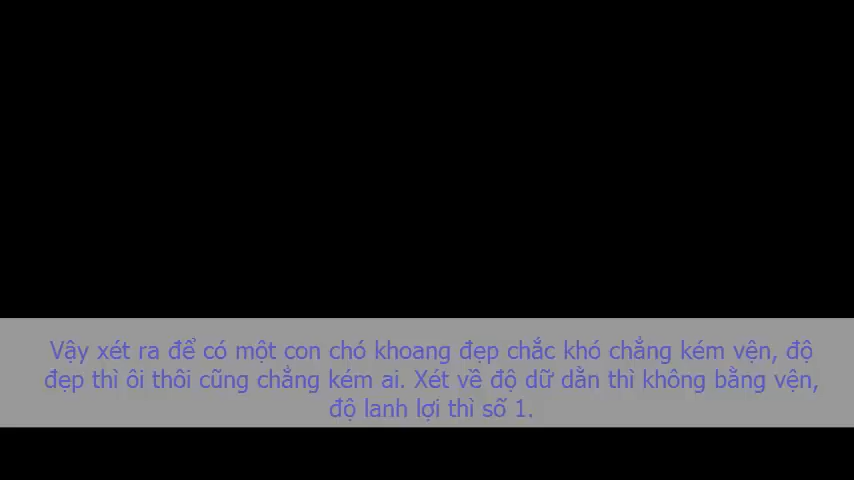 Vậy xét ra để có một con chó khoang đẹp chắc khó chẳng kém vện, độ
đẹp thì ôi thôi cũng chẳng kém ai. Xét về độ dữ dằn thì không bằng vện,
độ lanh lợi thì số 1.